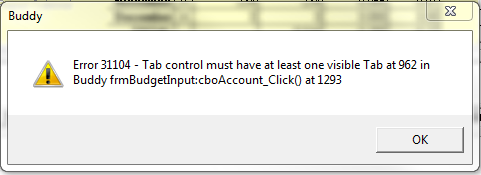 Buddy
Error 31104 - Tab control must have at least one visible Tab at 962 in
Buddy frmBudgetInput:cboAccount_Click() at 1293
OK